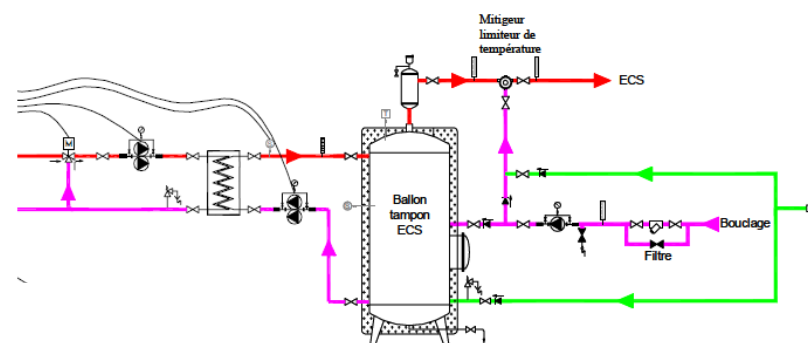 Mitigeur
limiteur de
température
ECS
M
T
Ballon
tampon
ECS
Bouclage
Filtre